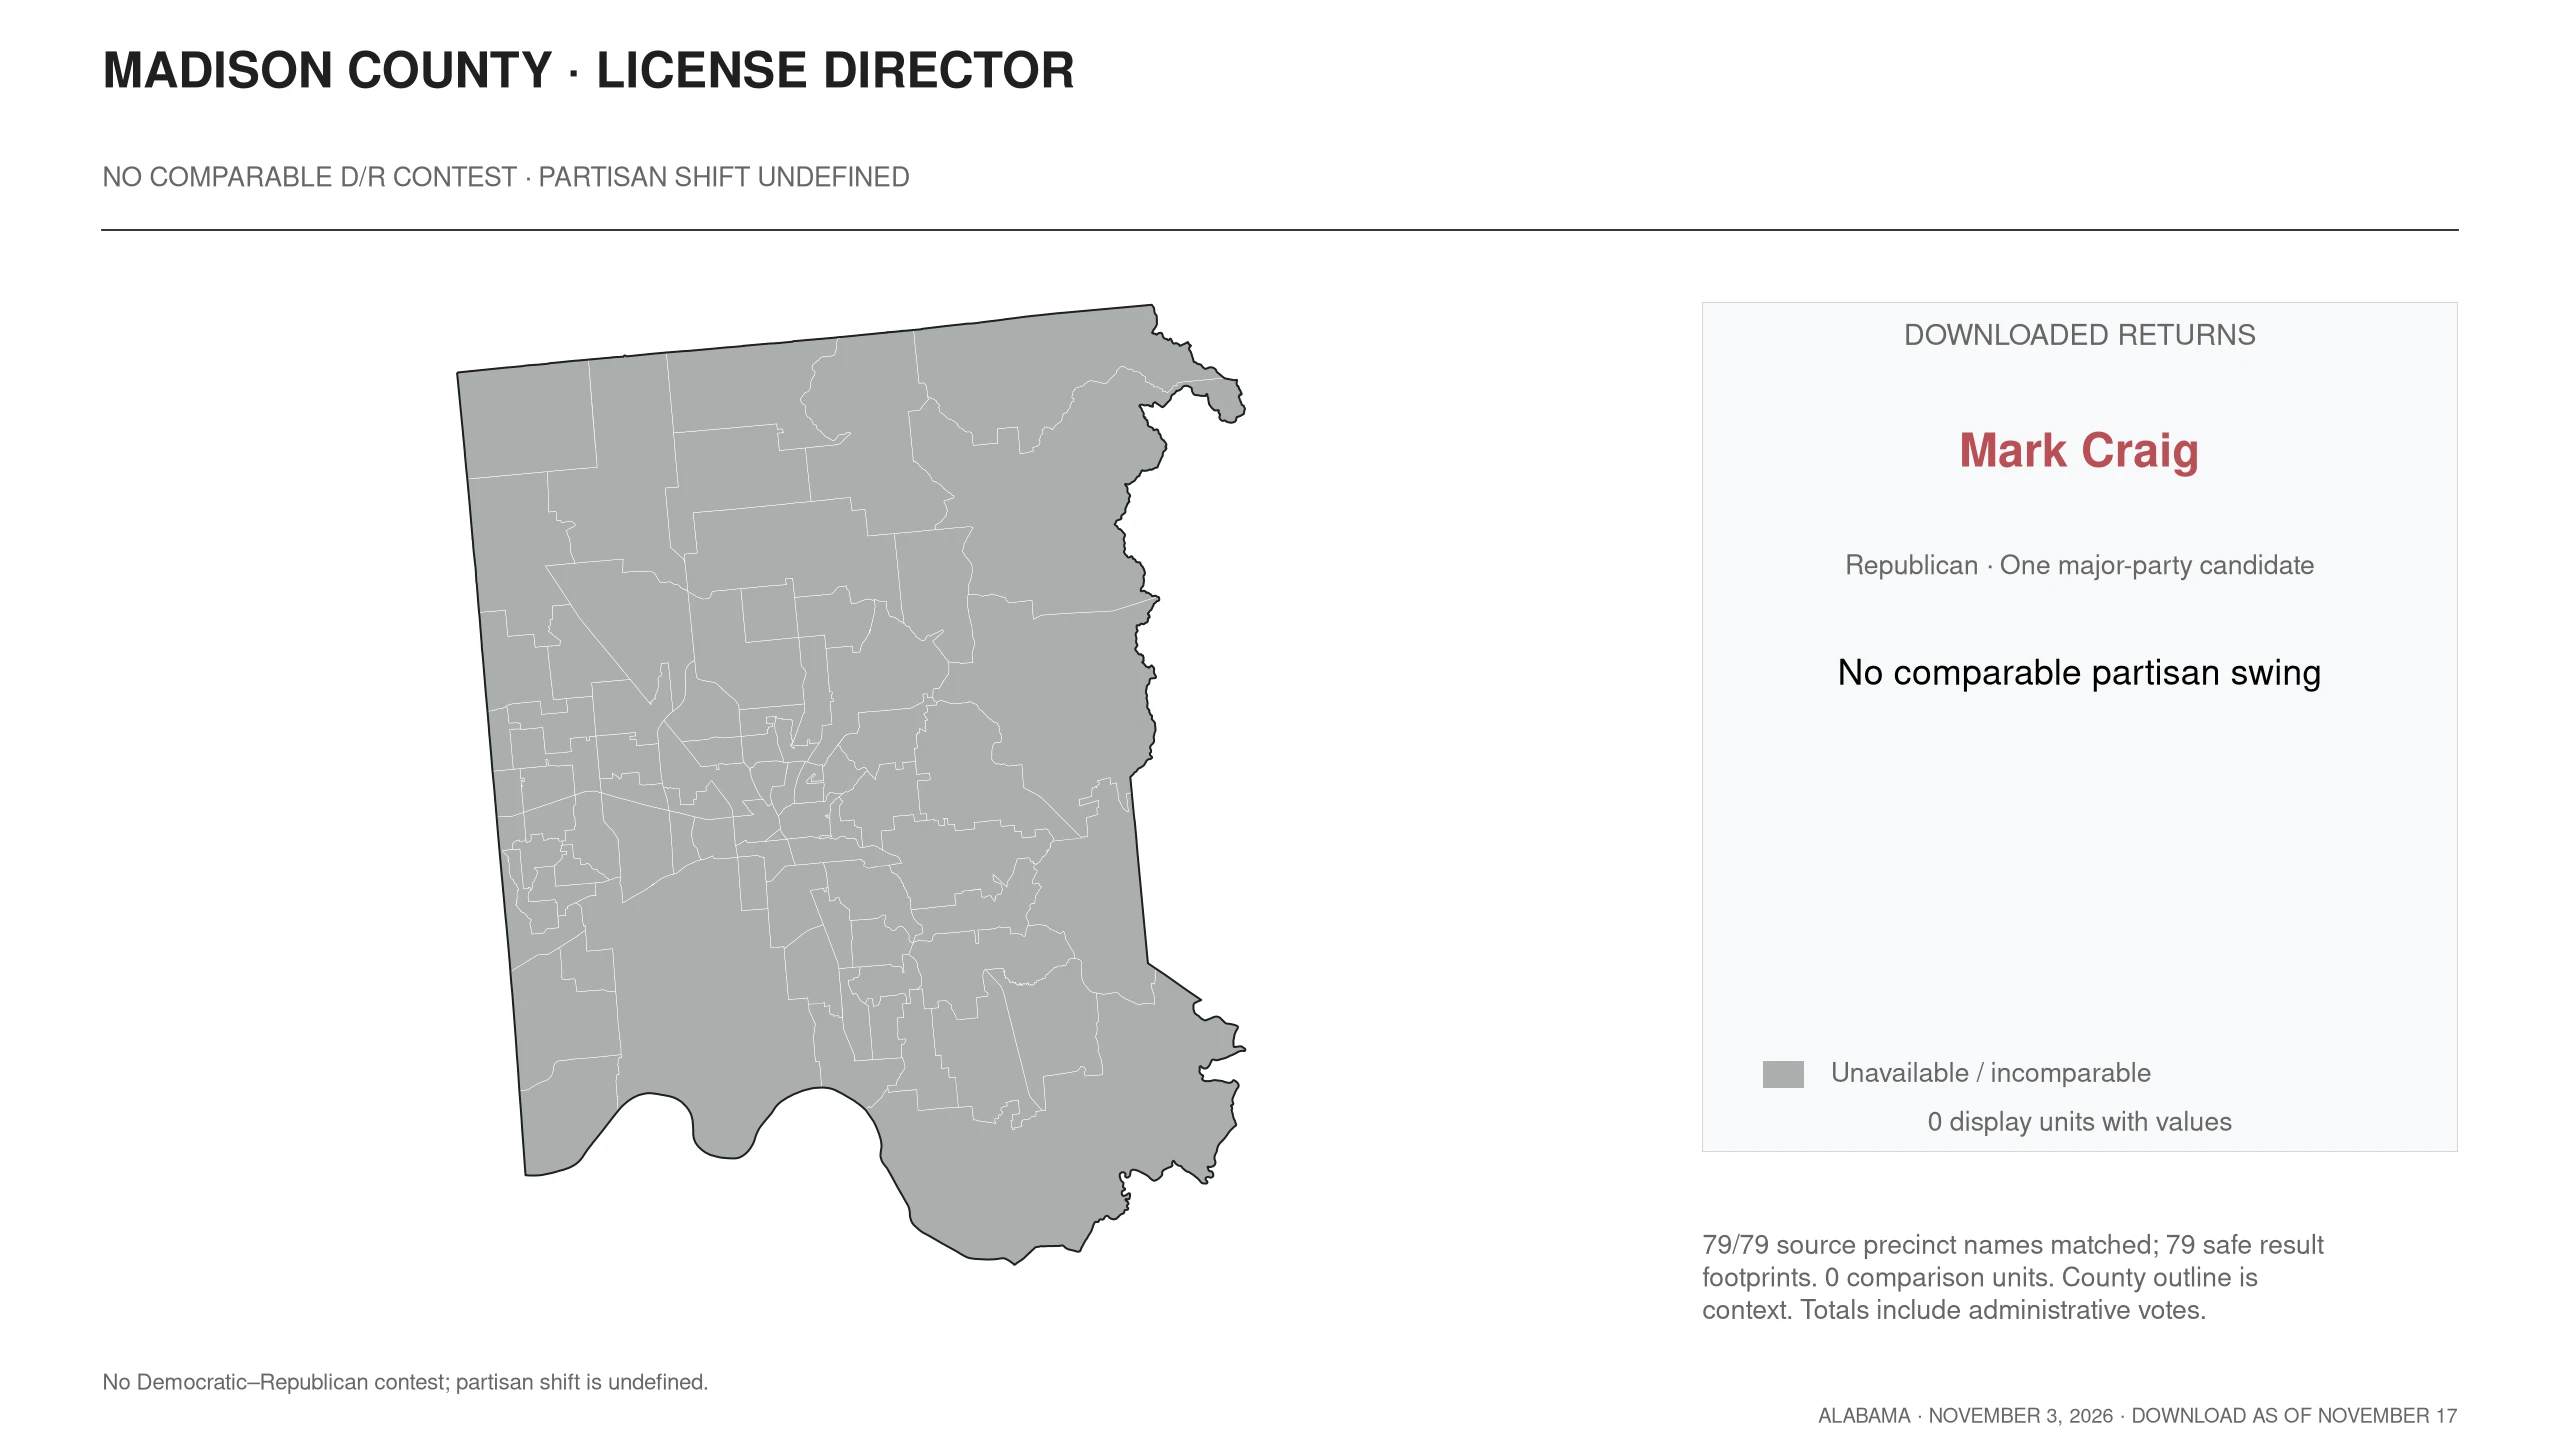 MADISON COUNTY · LICENSE DIRECTOR
NO COMPARABLE D/R CONTEST · PARTISAN SHIFT UNDEFINED
DOWNLOADED RETURNS
Mark Craig
Republican · One major-party candidate
No comparable partisan swing
Unavailable / incomparable
0 display units with values
79/79 source precinct names matched; 79 safe result
footprints. 0 comparison units. County outline is
context. Totals include administrative votes.
No Democratic–Republican contest; partisan shift is undefined.
ALABAMA · NOVEMBER 3, 2026 · DOWNLOAD AS OF NOVEMBER 17